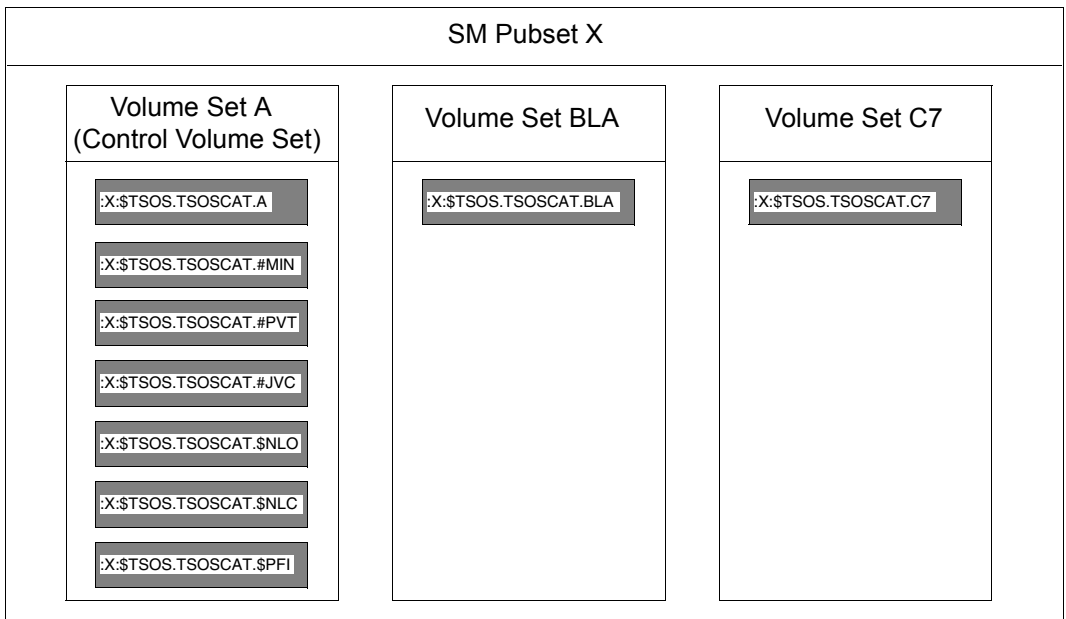 SM Pubset X
Volume Set A
(Control Volume Set)
:X:$TSOS.TSOSCAT.A
:X:$TSOS.TSOSCAT.#MIN
:X:$TSOS.TSOSCAT.#PVT
:X:$TSOS.TSOSCAT.#JVC
:X:$TSOS.TSOSCAT.$NLO
:X:$TSOS.TSOSCAT.$NLC
:X:$TSOS.TSOSCAT.$PFI
Volume Set BLA
:X:$TSOS.TSOSCAT.BLA
Volume Set C7
:X:$TSOS.TSOSCAT.C7